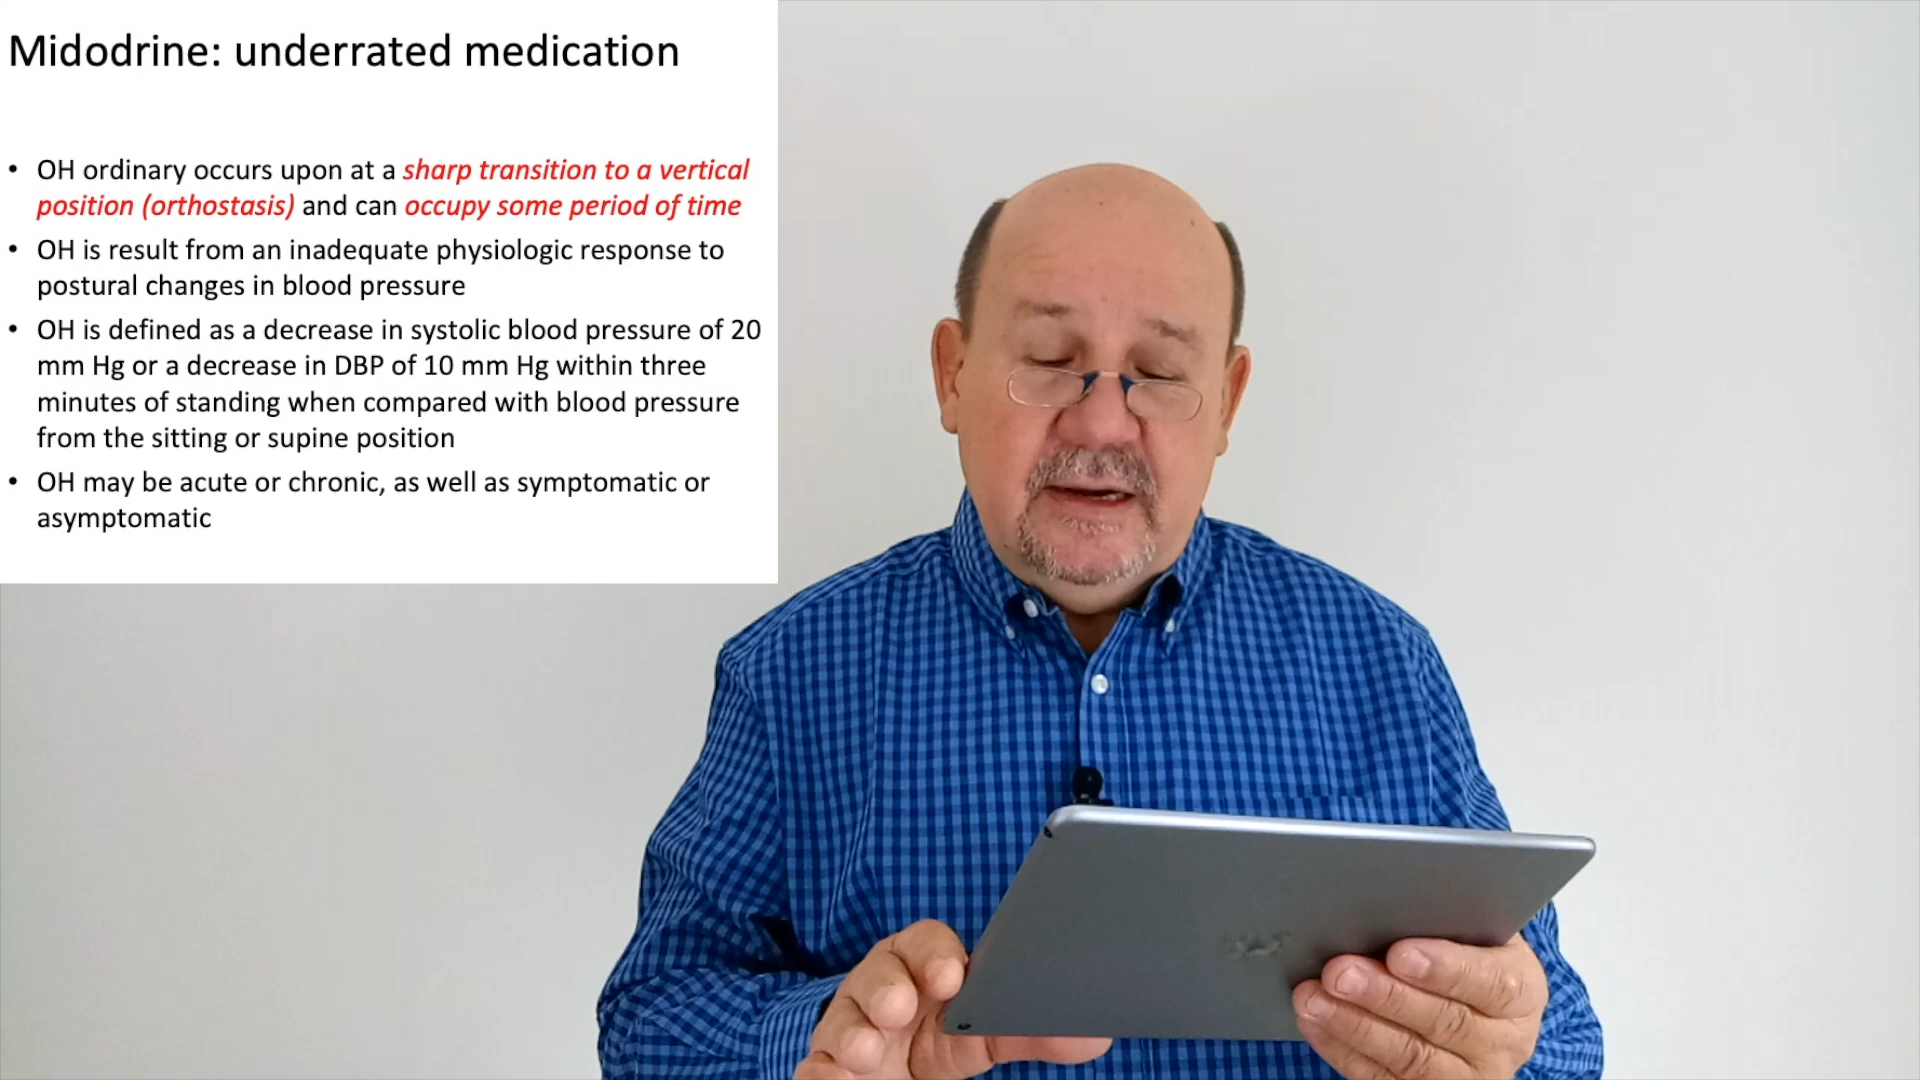 Midodrine: underrated medication
• OH ordinary occurs upon at a sharp transition to a vertical
position (orthostasis) and can occupy some period of time
• OH is result from an inadequate physiologic response to
postural changes in blood pressure
• OH is defined as a decrease in systolic blood pressure of 20
mm Hg or a decrease in DBP of 10 mm Hg within three
minutes of standing when compared with blood pressure
from the sitting or supine position
• OH may be acute or chronic, as well as symptomatic or
asymptomatic